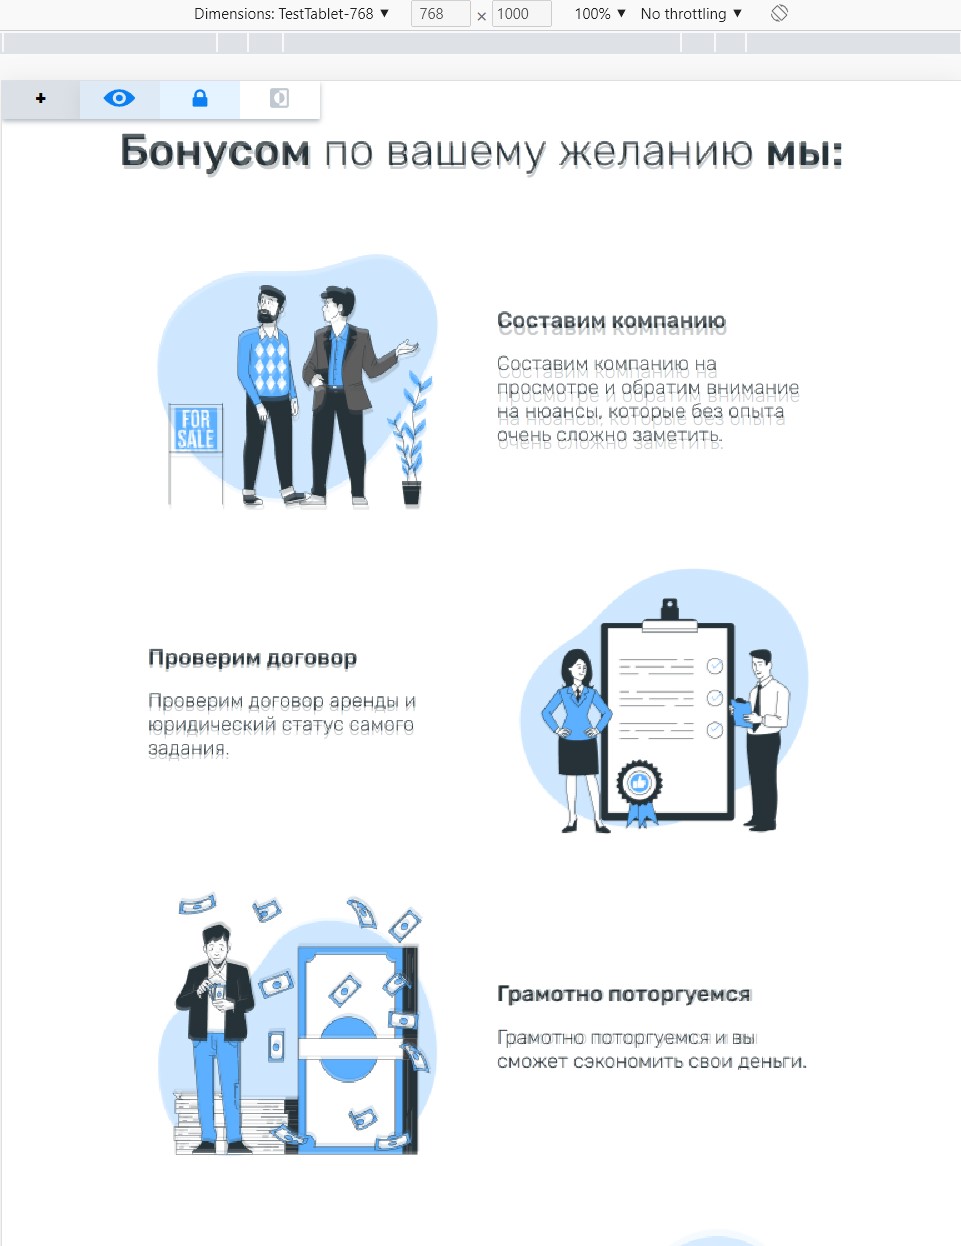 Dimensions: TestTablet-768 ▼ 768 × 1000 100% ▼ No throttling ▼
+
Бонусом по вашему желанию мы:
FOR
SALE
Составим компанию
Составим компанию на
просмотре и обратим внимание
на нюансы, которые без опыта
очень сложно заметить.
Проверим договор
Проверим договор аренды и
юридический статус самого
задания.
Грамотно поторгуемся
Грамотно поторгуемся и вы
сможет сэкономить свои деньги.